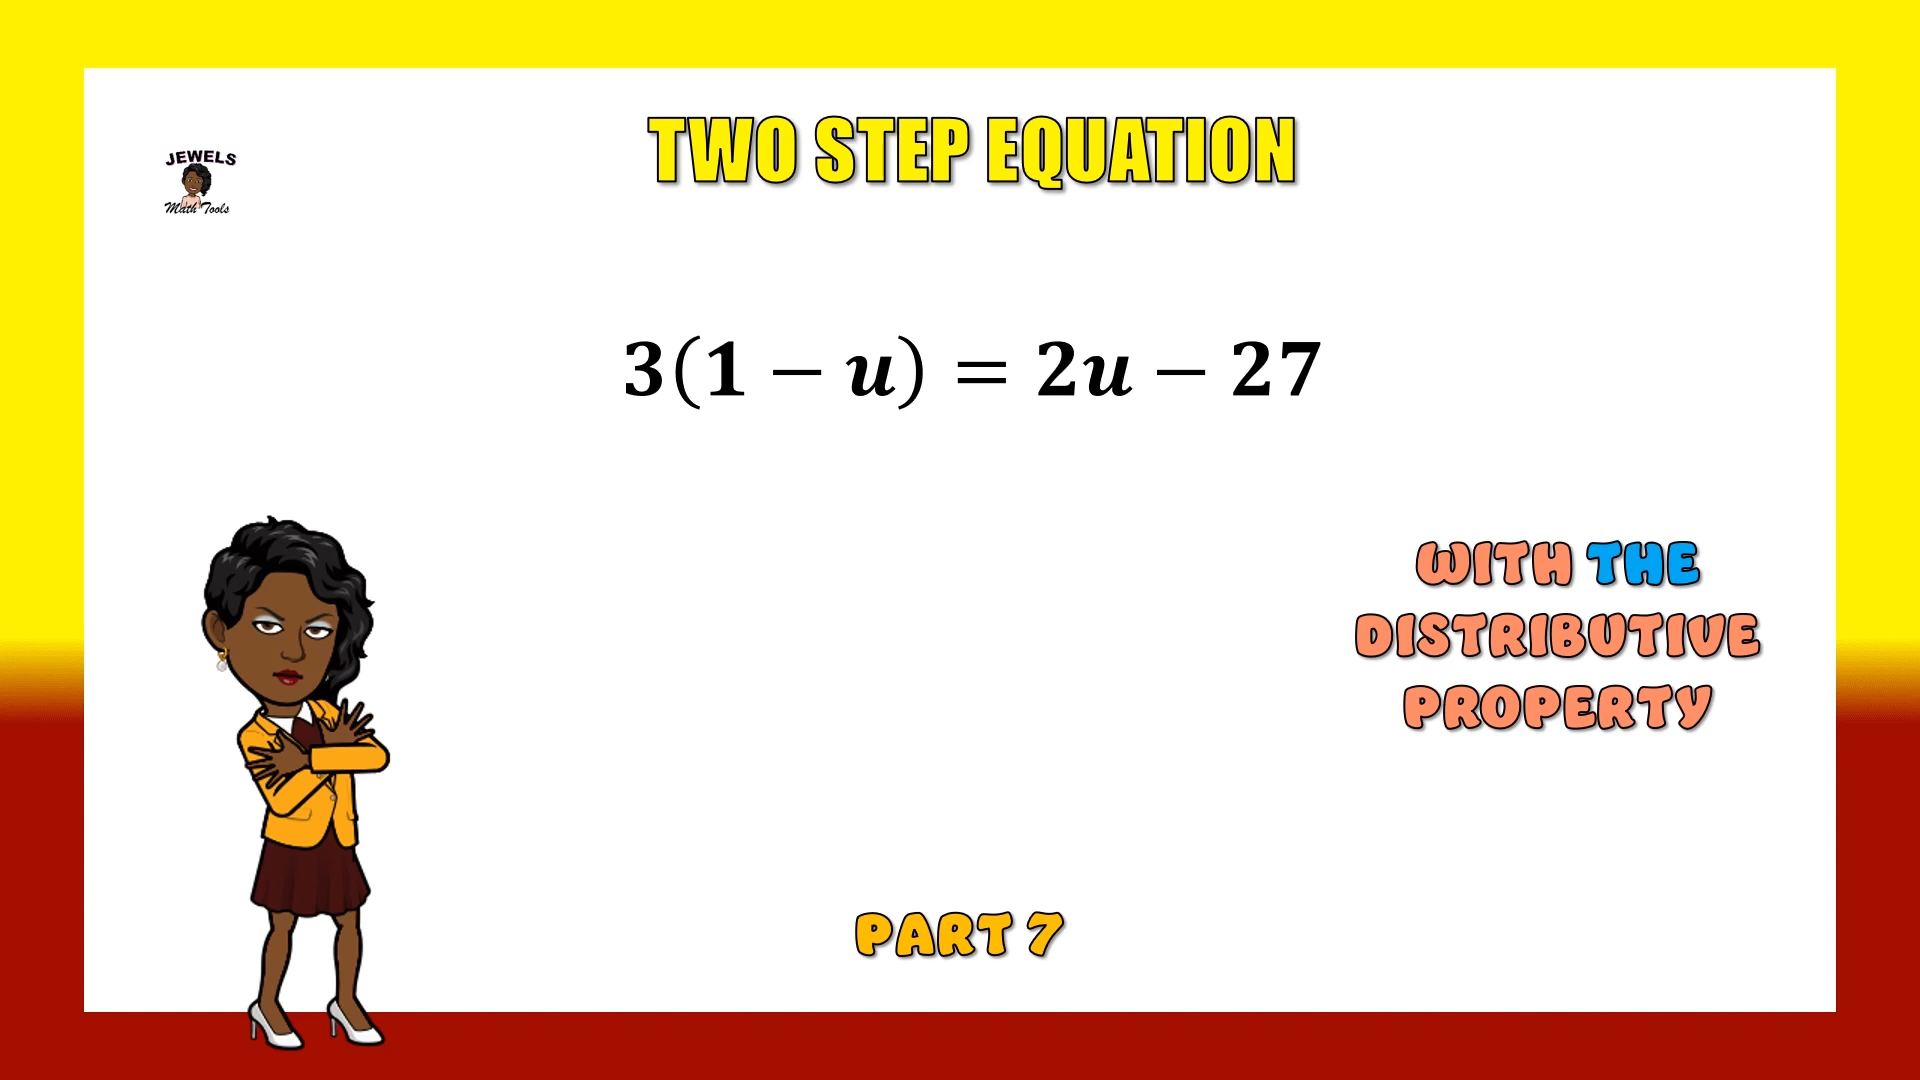 TWO STEP EQUATION
JEWELS
Math Tools
3(1 − u) = 2u − 27
WITH THE
DISTRIBUTIVE
PROPERTY
PART 7